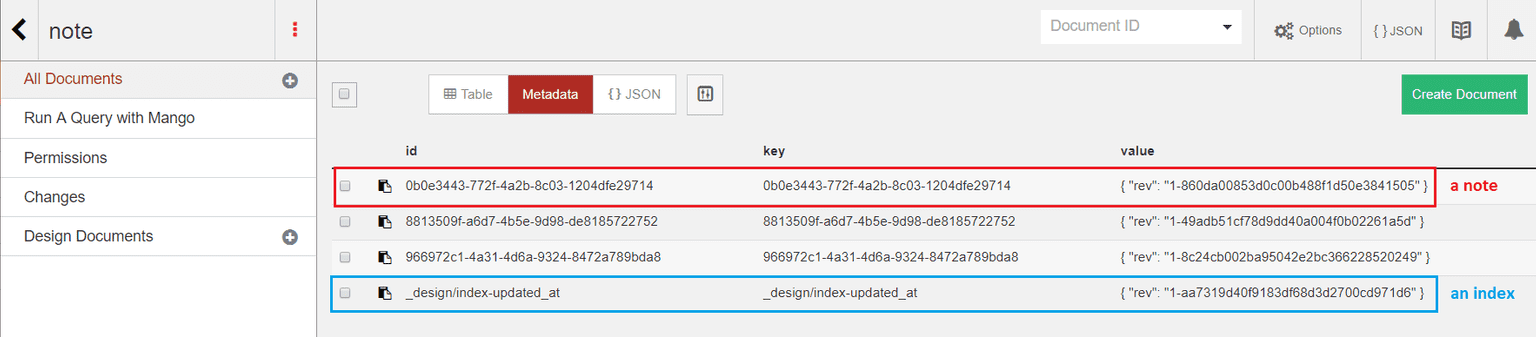 note
Document ID
Options
{ } JSON
All Documents
Run A Query with Mango
Permissions
Changes
Design Documents
Table
Metadata
{} JSON
Create Document
id key value
0b0e3443-772f-4a2b-8c03-1204dfe29714 0b0e3443-772f-4a2b-8c03-1204dfe29714 { "rev": "1-860da00853d0c00b488f1d50e3841505" } a note
8813509f-a6d7-4b5e-9d98-de8185722752 8813509f-a6d7-4b5e-9d98-de8185722752 { "rev": "1-49adb51cf78d9dd40a004f0b02261a5d" }
966972c1-4a31-4d6a-9324-8472a789bda8 966972c1-4a31-4d6a-9324-8472a789bda8 { "rev": "1-8c24cb002ba95042e2bc366228520249" }
_design/index-updated_at _design/index-updated_at { "rev": "1-aa7319d40f9183df68d3d2700cd971d6" } an index